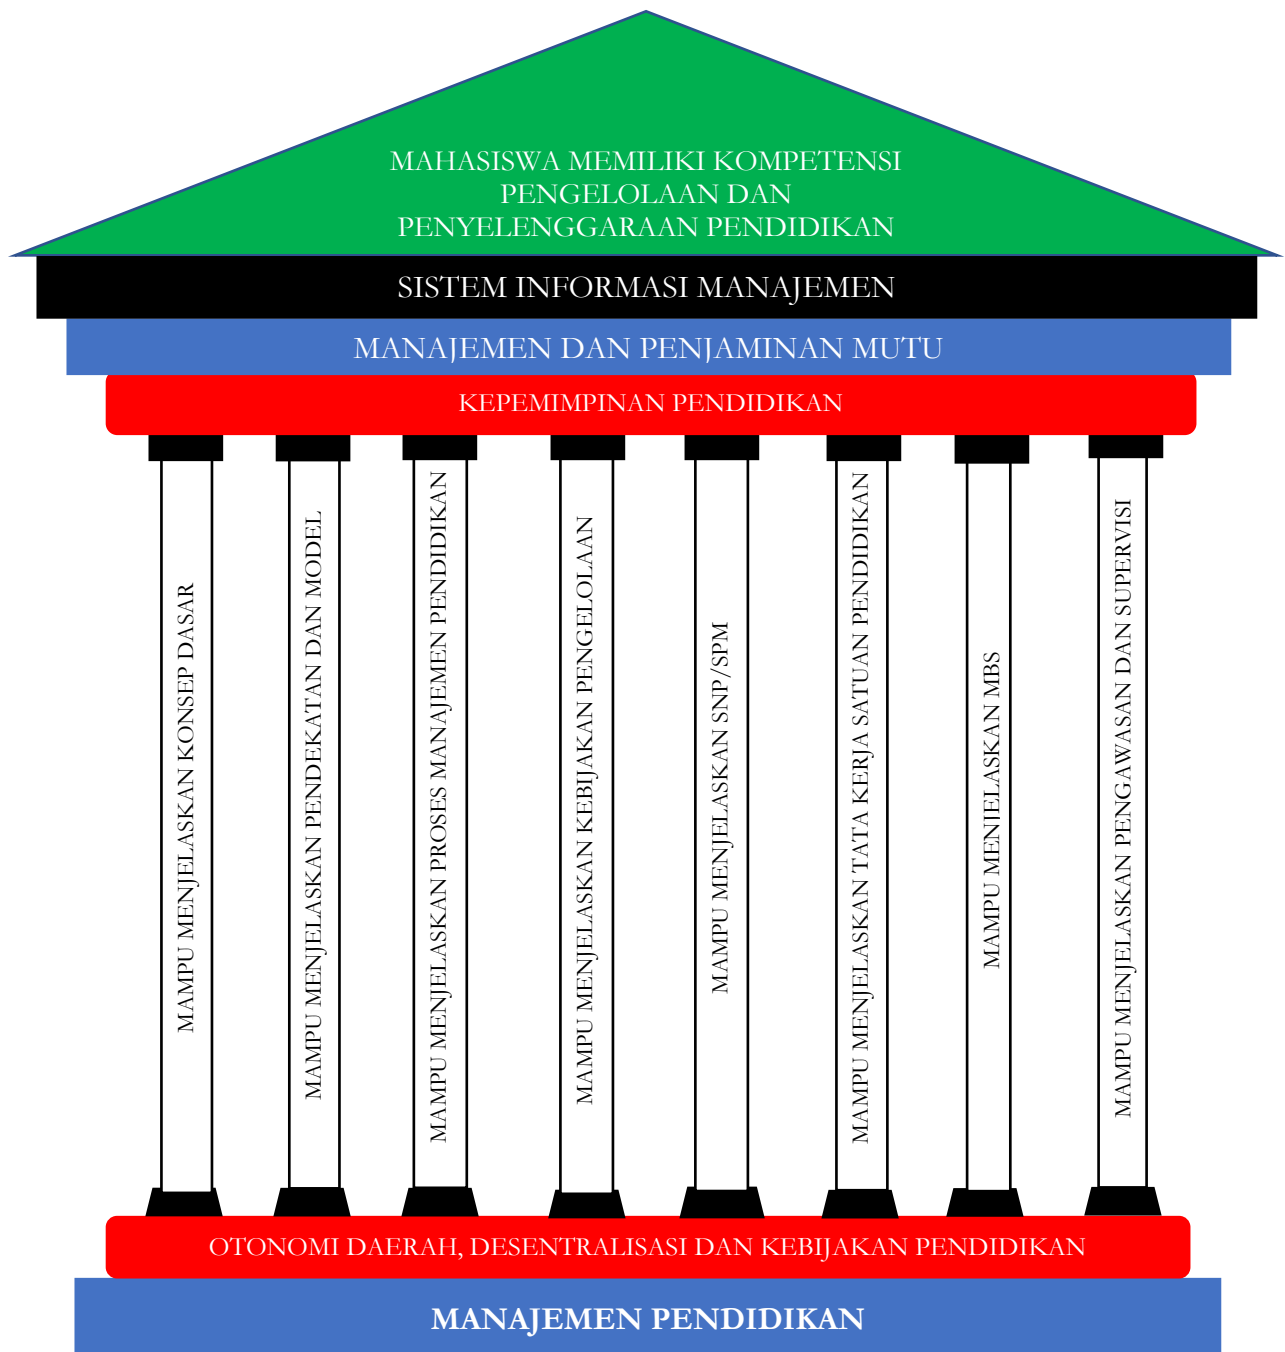 MAHASISWA MEMILIKI KOMPETENSI
PENGELOLAAN DAN
PENYELENGGARAAN PENDIDIKAN
SISTEM INFORMASI MANAJEMEN
MANAJEMEN DAN PENJAMINAN MUTU
KEPEMIMPINAN PENDIDIKAN
MAMPU MENJELASKAN KONSEP DASAR
MAMPU MENJELASKAN PENDEKATAN DAN MODEL
MAMPU MENJELASKAN PROSES MANAJEMEN PENDIDIKAN
MAMPU MENJELASKAN KEBIJAKAN PENGELOLAAN
MAMPU MENJELASKAN SNP/SPM
MAMPU MENJELASKAN TATA KERJA SATUAN PENDIDIKAN
MAMPU MENJELASKAN MBS
MAMPU MENJELASKAN PENGAWASAN DAN SUPERVISI
OTONOMI DAERAH, DESENTRALISASI DAN KEBIJAKAN PENDIDIKAN
MANAJEMEN PENDIDIKAN